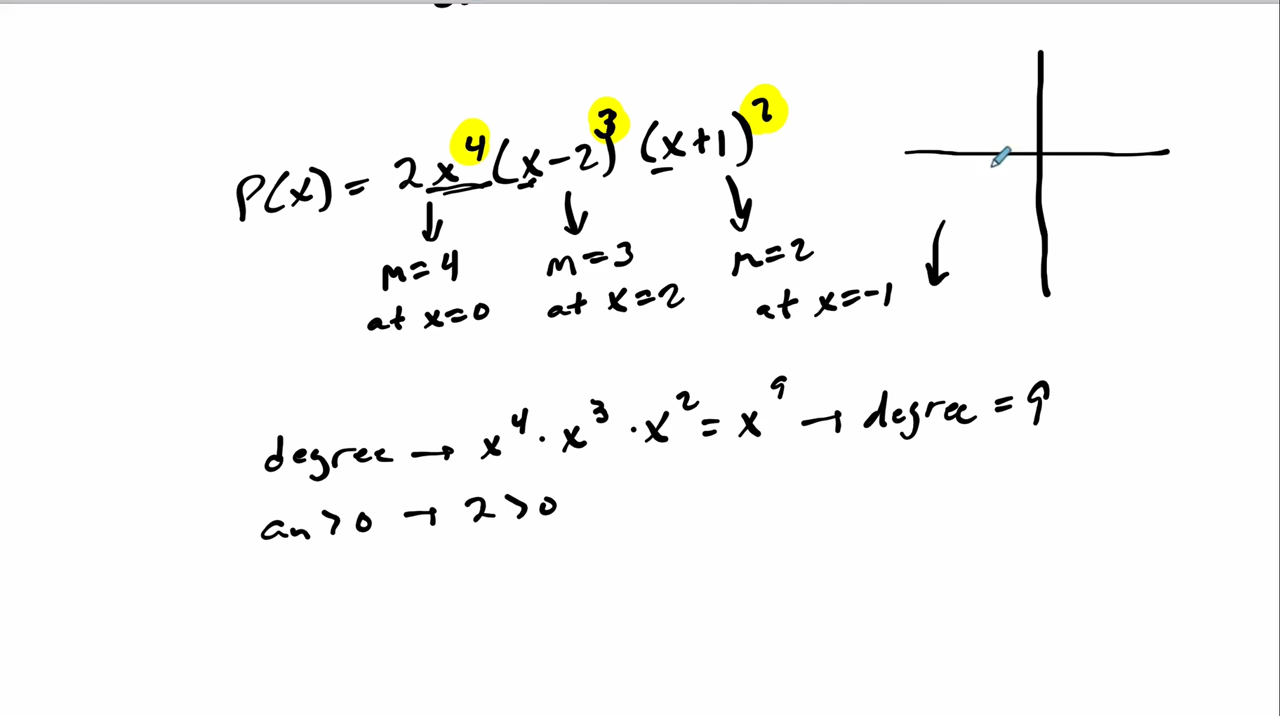 P(x) = 2x⁴(x-2)³(x+1)²
m=4 m=3 m=2
at x=0 at x=2 at x=-1
degree → x⁴·x³·x² = x⁹ → degree = 9
an>0 → 2>0